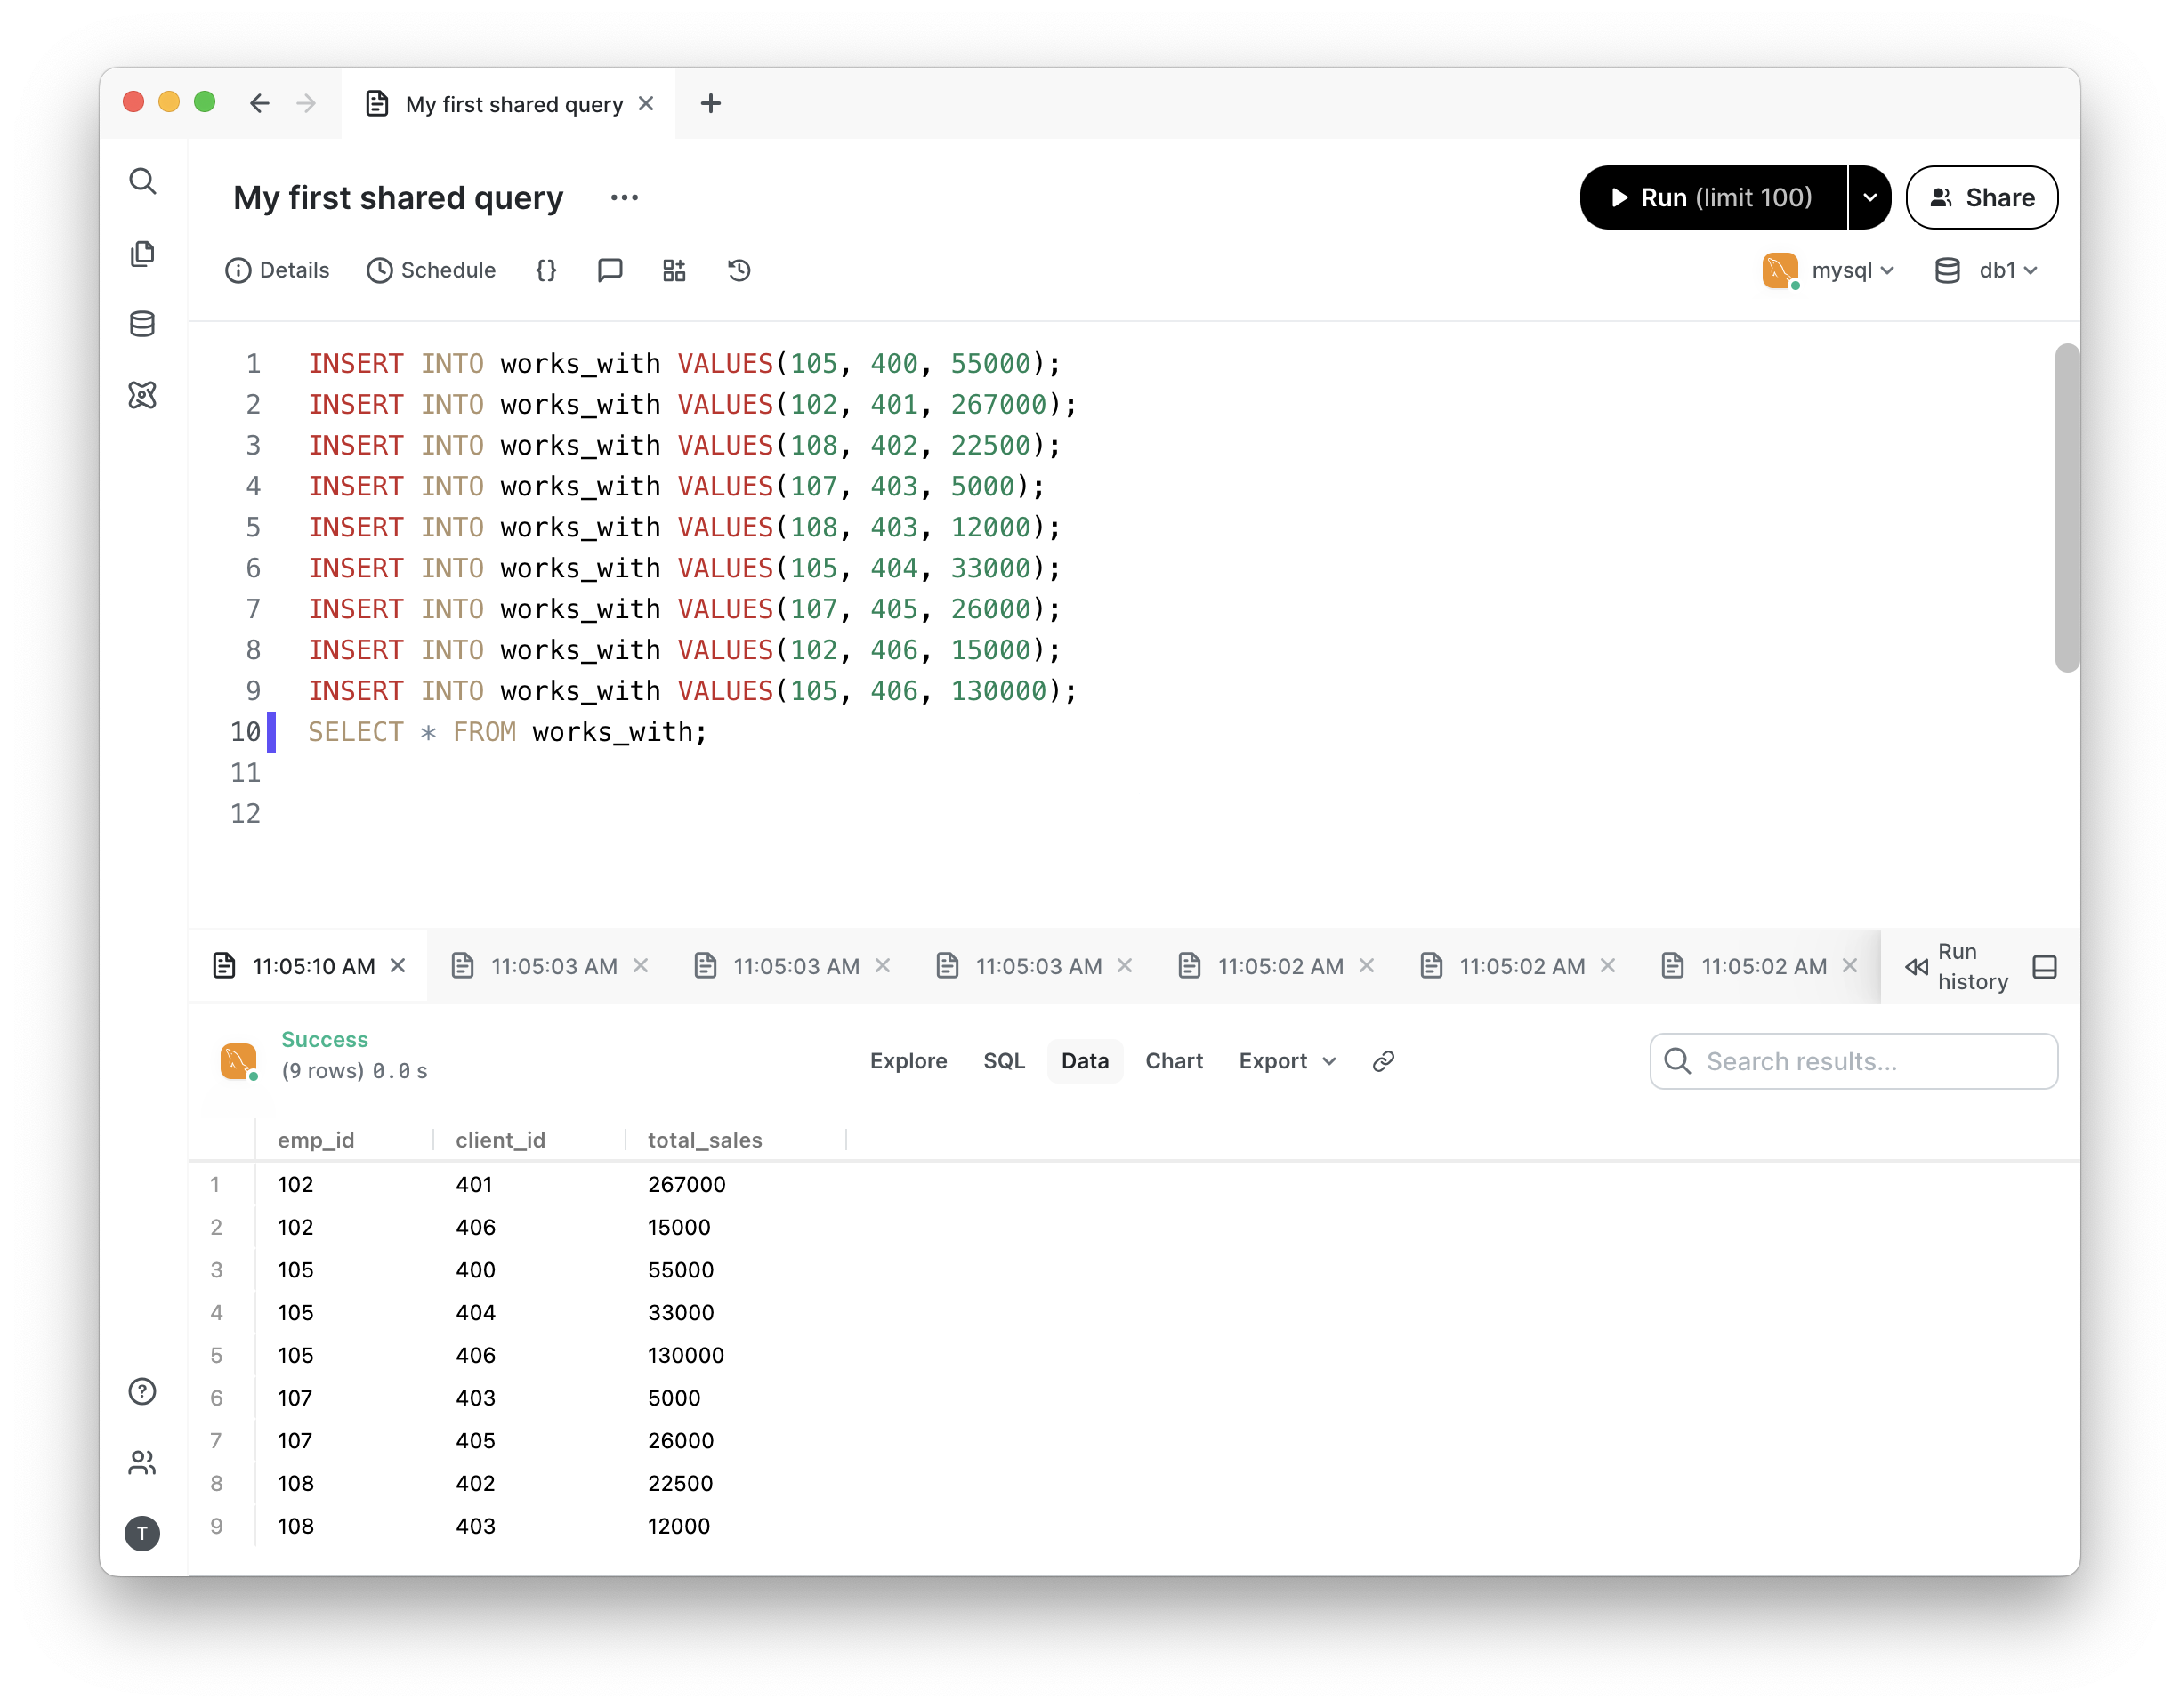 My first shared query
My first shared query
Run (limit 100)
Share
Details Schedule {}
mysql db1
1 INSERT INTO works_with VALUES(105, 400, 55000);
2 INSERT INTO works_with VALUES(102, 401, 267000);
3 INSERT INTO works_with VALUES(108, 402, 22500);
4 INSERT INTO works_with VALUES(107, 403, 5000);
5 INSERT INTO works_with VALUES(108, 403, 12000);
6 INSERT INTO works_with VALUES(105, 404, 33000);
7 INSERT INTO works_with VALUES(107, 405, 26000);
8 INSERT INTO works_with VALUES(102, 406, 15000);
9 INSERT INTO works_with VALUES(105, 406, 130000);
10 SELECT * FROM works_with;
11
12
11:05:10 AM 11:05:03 AM 11:05:03 AM 11:05:03 AM 11:05:02 AM 11:05:02 AM 11:05:02 AM
Run
history
Success
(9 rows) 0.0 s
Explore SQL Data Chart Export
Search results...
emp_id client_id total_sales
1 102 401 267000
2 102 406 15000
3 105 400 55000
4 105 404 33000
5 105 406 130000
6 107 403 5000
7 107 405 26000
8 108 402 22500
9 108 403 12000
T